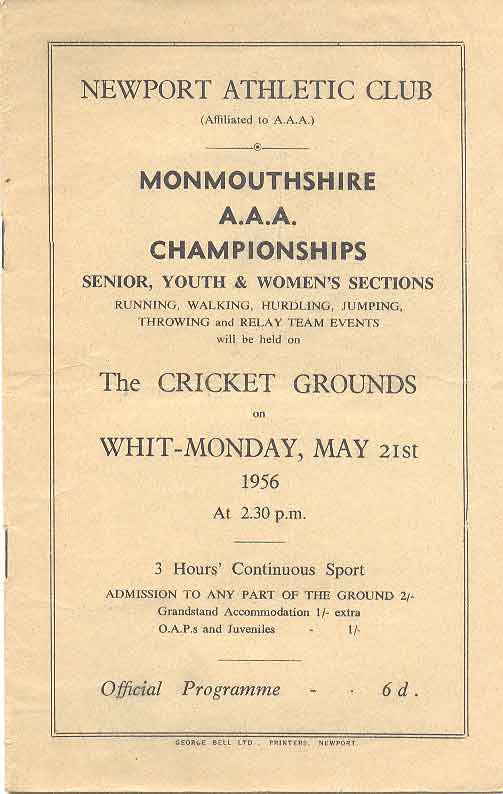 NEWPORT ATHLETIC CLUB
(Affiliated to A.A.A.)
MONMOUTHSHIRE
A.A.A.
CHAMPIONSHIPS
SENIOR, YOUTH & WOMEN'S SECTIONS
RUNNING, WALKING, HURDLING, JUMPING,
THROWING and RELAY TEAM EVENTS
will be held on
The CRICKET GROUNDS
on
WHIT-MONDAY, MAY 21st
1956
At 2.30 p.m.
3 Hours' Continuous Sport
ADMISSION TO ANY PART OF THE GROUND 2/-
Grandstand Accommodation 1/- extra
O.A.P.s and Juveniles - 1/-
Official Programme - · 6d.
GEORGE BELL LTD., PRINTERS, NEWPORT